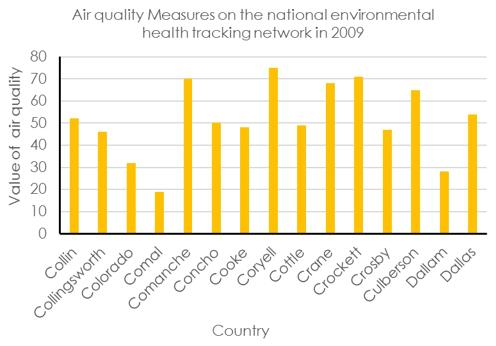 Air quality Measures on the national environmental
health tracking network in 2009
Value of air quality
80
70
60
50
40
30
20
10
0
Collin
Collingsworth
Colorado
Comal
Comanche
Concho
Cooke
Coryell
Cottle
Crane
Crockett
Crosby
Culberson
Dallam
Dallas
Country